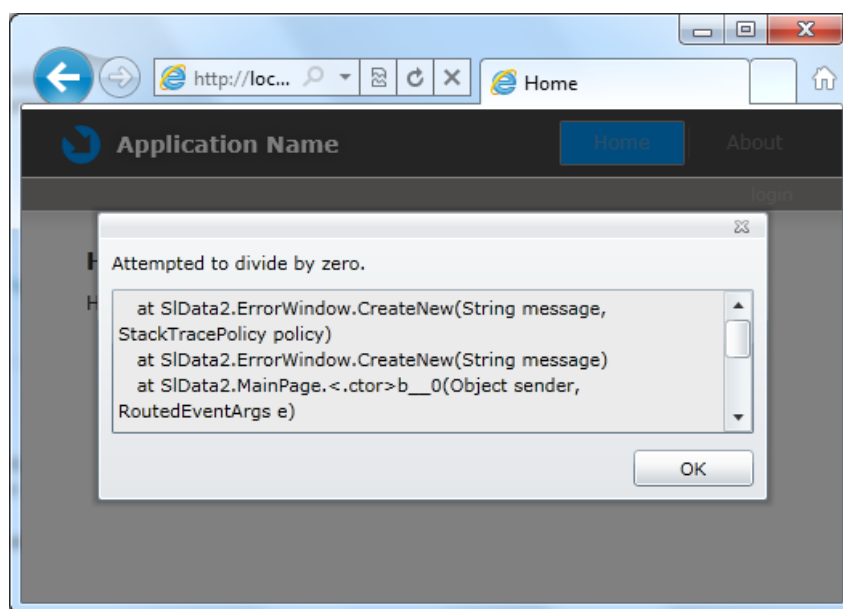 http://loc... Home
Application Name Home About
login
Attempted to divide by zero.
at SlData2.ErrorWindow.CreateNew(String message,
StackTracePolicy policy)
at SlData2.ErrorWindow.CreateNew(String message)
at SlData2.MainPage.<.ctor>b__0(Object sender,
RoutedEventArgs e)
OK